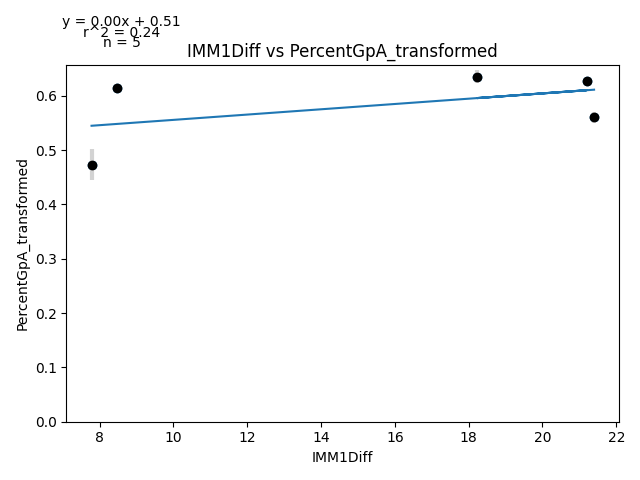 y = 0.00x + 0.51
r^2 = 0.24
n = 5
IMM1Diff vs PercentGpA_transformed
PercentGpA_transformed
0.6
0.5
0.4
0.3
0.2
0.1
0.0
8 10 12 14 16 18 20 22
IMM1Diff